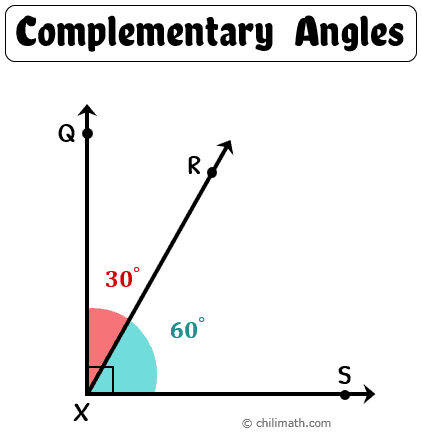 Complementary Angles
Q
R
30°
60°
S
X
© chilimath.com